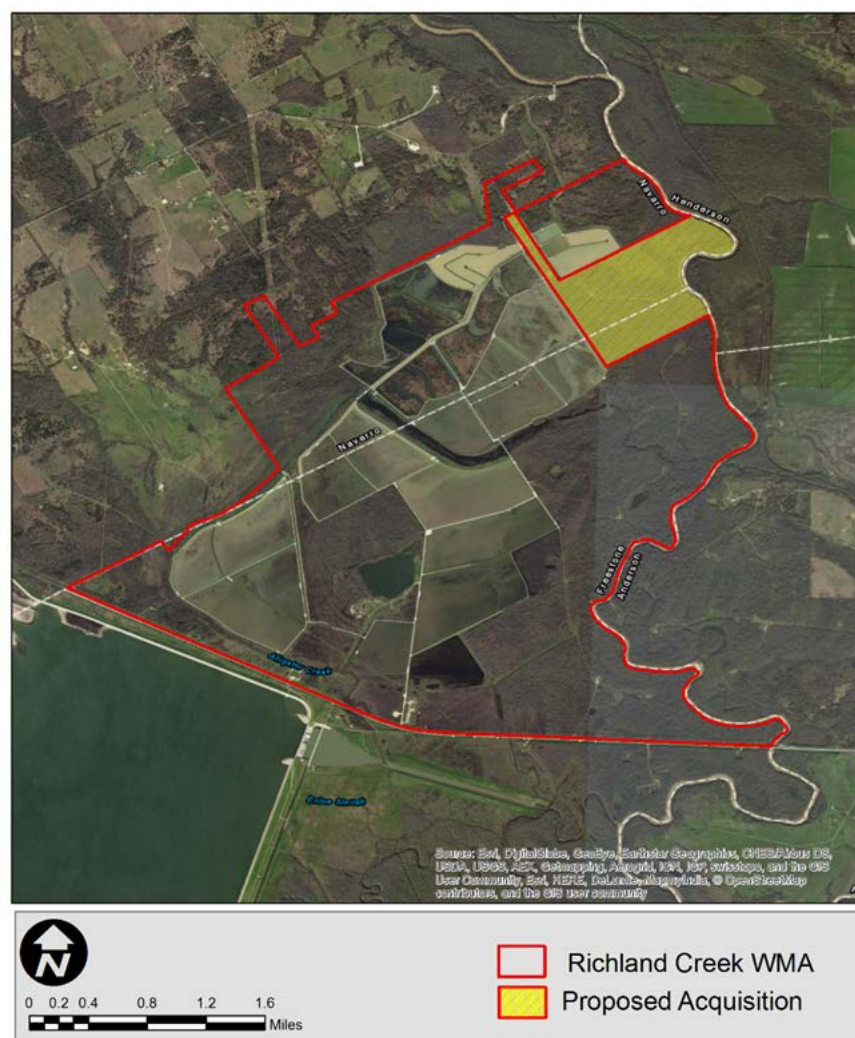 Navarro
Henderson
Navarro
Freestone
Anderson
Alligator Creek
Source: Esri, DigitalGlobe, GeoEye, Earthstar Geographics, CNES/Airbus DS,
USDA, USGS, AEX, Getmapping, Aerogrid, IGN, IGP, swisstopo, and the GIS
User Community, Esri, HERE, DeLorme, MapmyIndia, © OpenStreetMap
contributors, and the GIS user community
N
0 0.2 0.4 0.8 1.2 1.6
Miles
Richland Creek WMA
Proposed Acquisition